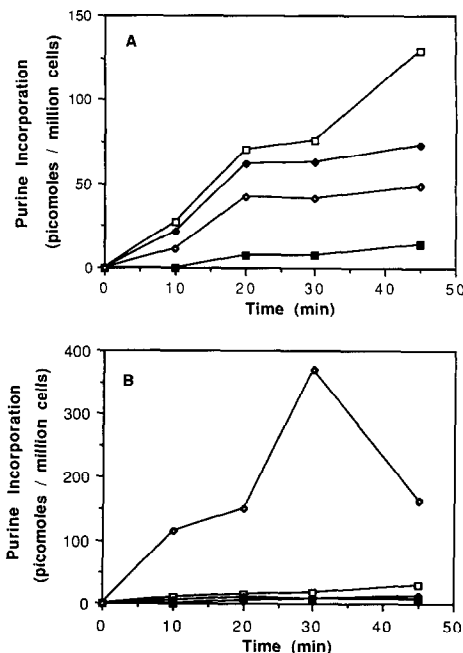 150
A
100
50
0
Purine Incorporation
(picomoles / million cells)
0 10 20 30 40 50
Time (min)
400
B
300
200
100
0
Purine Incorporation
(picomoles / million cells)
0 10 20 30 40 50
Time (min)